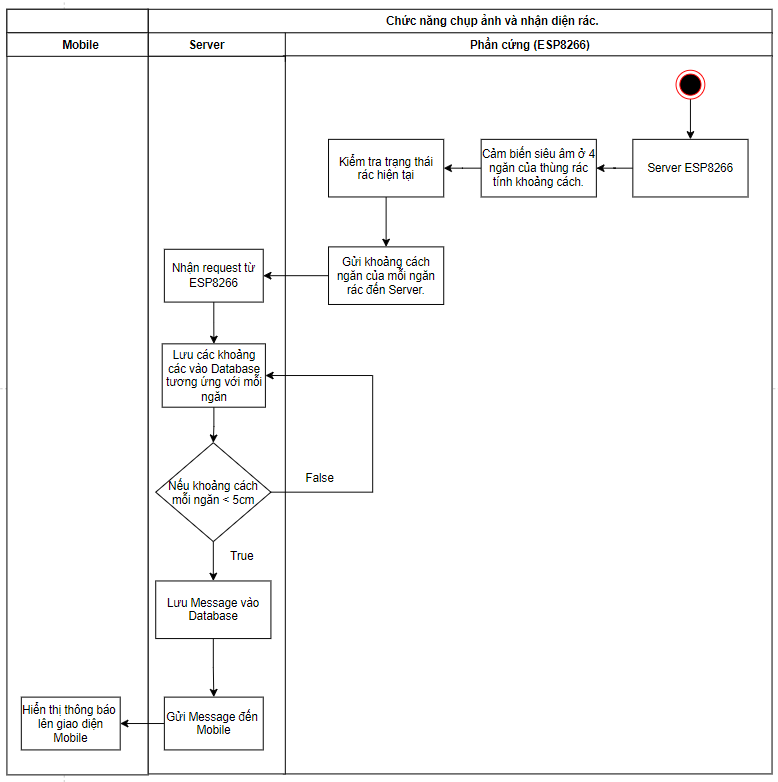 Chức năng chụp ảnh và nhận diện rác.
Mobile
Server
Phần cứng (ESP8266)
Server ESP8266
Cảm biến siêu âm ở 4
ngăn của thùng rác
tính khoảng cách.
Kiểm tra trạng thái
rác hiện tại
Gửi khoảng cách
ngăn của mỗi ngăn
rác đến Server.
Nhận request từ
ESP8266
Lưu các khoảng
các vào Database
tương ứng với mỗi
ngăn
Nếu khoảng cách
mỗi ngăn < 5cm
False
True
Lưu Message vào
Database
Gửi Message đến
Mobile
Hiển thị thông báo
lên giao diện
Mobile